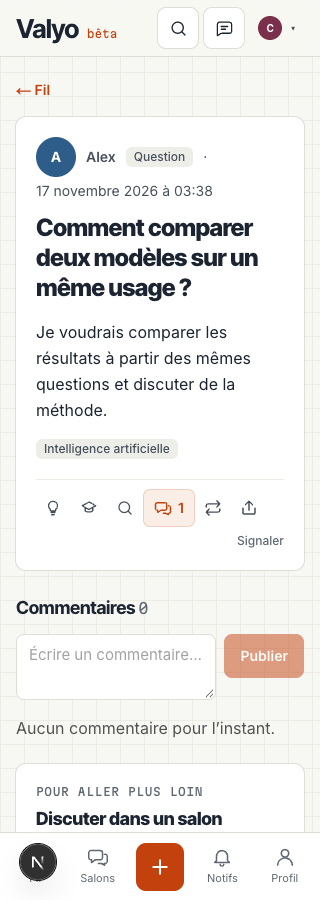 Valyo bêta
C
← Fil
A
Alex Question ·
17 novembre 2026 à 03:38
Comment comparer
deux modèles sur un
même usage ?
Je voudrais comparer les
résultats à partir des mêmes
questions et discuter de la
méthode.
Intelligence artificielle
1
Signaler
Commentaires 0
Écrire un commentaire...
Publier
Aucun commentaire pour l’instant.
POUR ALLER PLUS LOIN
Discuter dans un salon
N
Salons
Notifs
Profil